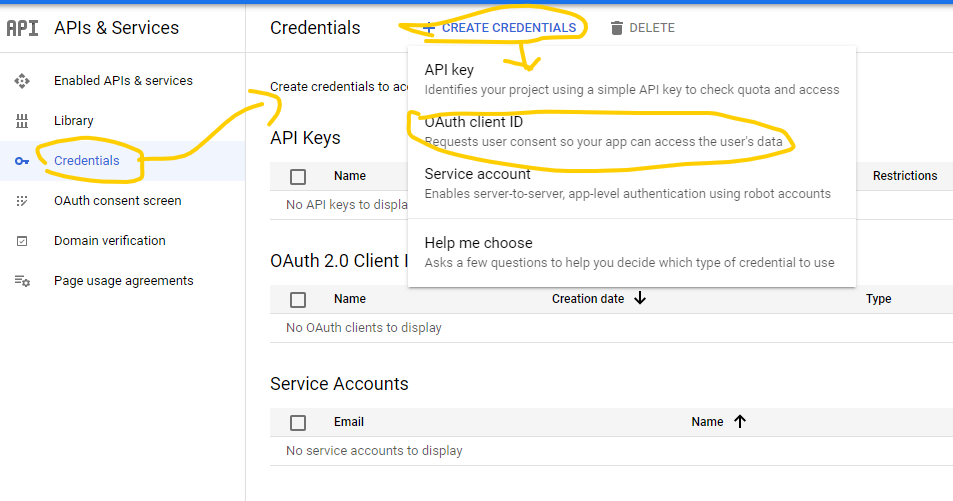 API APIs & Services
Enabled APIs & services
Library
Credentials
OAuth consent screen
Domain verification
Page usage agreements
Credentials + CREATE CREDENTIALS DELETE
API key
Identifies your project using a simple API key to check quota and access
OAuth client ID
Requests user consent so your app can access the user's data
Service account
Enables server-to-server, app-level authentication using robot accounts
Help me choose
Asks a few questions to help you decide which type of credential to use
Create credentials to
API Keys
Name Restrictions
No API keys to
OAuth 2.0 Client
Name Creation date Type
No OAuth clients to display
Service Accounts
Email Name
No service accounts to display